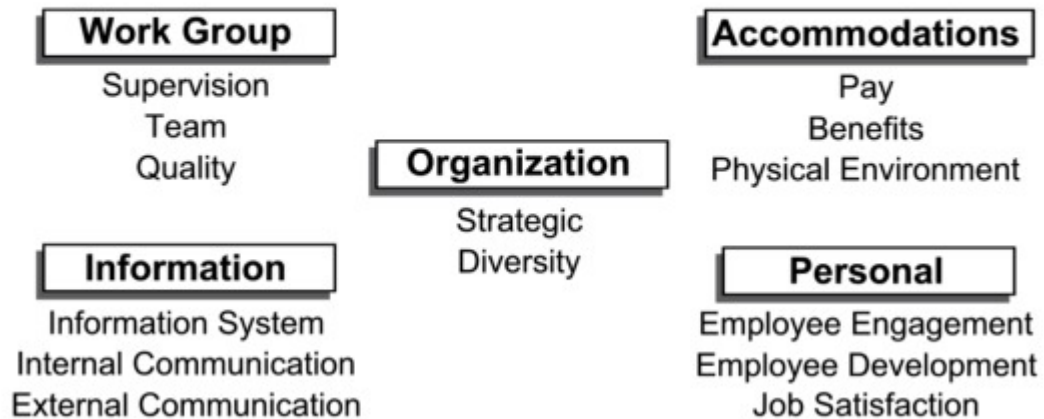 Work Group
Supervision
Team
Quality
Accommodations
Pay
Benefits
Physical Environment
Organization
Strategic
Diversity
Information
Information System
Internal Communication
External Communication
Personal
Employee Engagement
Employee Development
Job Satisfaction